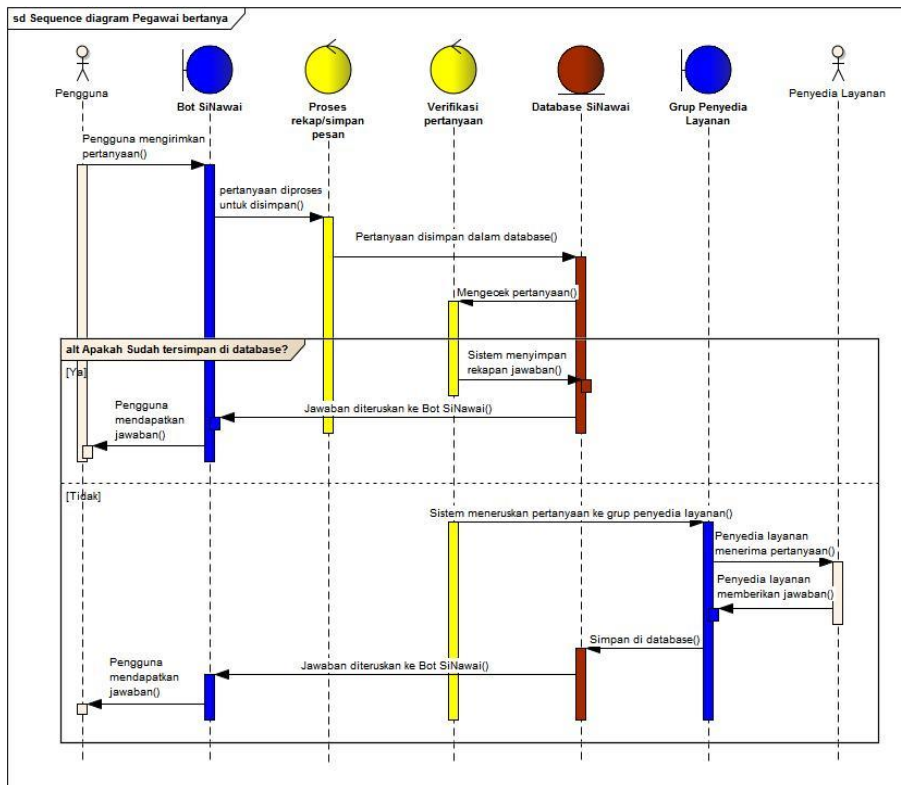 sd Sequence diagram Pegawai bertanya
Pengguna
Bot SiNawai
Proses
rekap/simpan
pesan
Verifikasi
pertanyaan
Database SiNawai
Grup Penyedia
Layanan
Penyedia Layanan
Pengguna mengirimkan
pertanyaan()
pertanyaan diproses
untuk disimpan()
Pertanyaan disimpan dalam database()
Mengecek pertanyaan()
alt Apakah Sudah tersimpan di database?
[Ya]
Sistem menyimpan
rekapan jawaban()
Jawaban diteruskan ke Bot SiNawai()
Pengguna
mendapatkan
jawaban()
[Tidak]
Sistem meneruskan pertanyaan ke grup penyedia layanan()
Penyedia layanan
menerima pertanyaan()
Penyedia layanan
memberikan jawaban()
Simpan di database()
Jawaban diteruskan ke Bot SiNawai()
Pengguna
mendapatkan
jawaban()